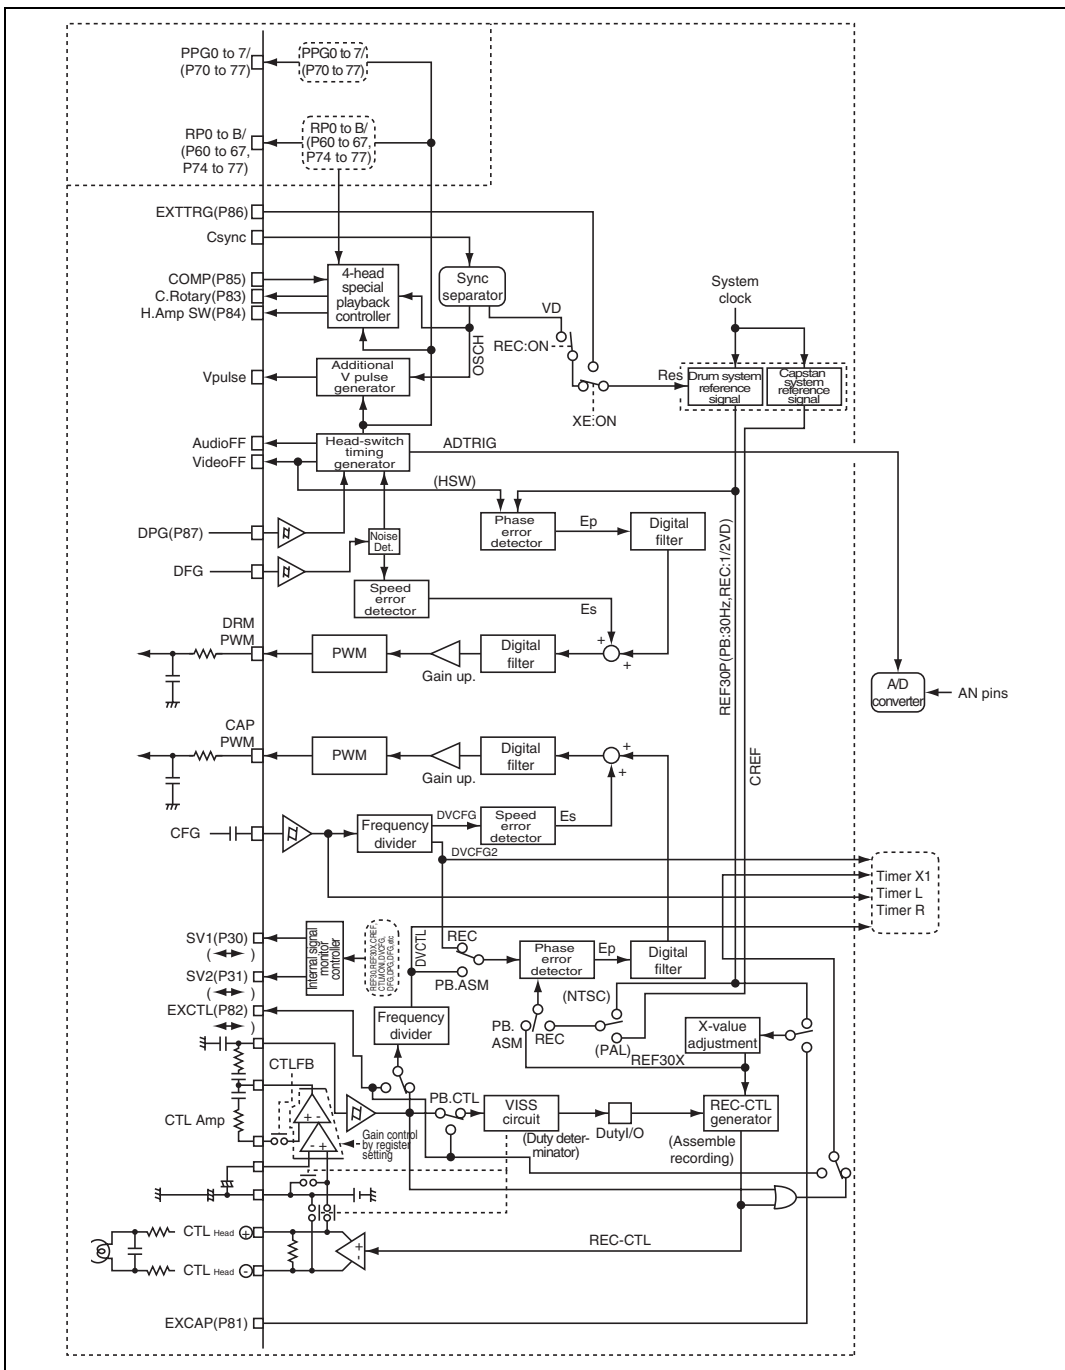 PPG0 to 7/
(P70 to 77)
PPG0 to 7/
(P70 to 77)
RP0 to B/
(P60 to 67,
P74 to 77)
RP0 to B/
(P60 to 67,
P74 to 77)
EXTTRG(P86)
Csync
COMP(P85)
C.Rotary(P83)
H.Amp SW(P84)
4-head
special
playback
controller
Sync
separator
System
clock
VD
REC:ON
OSCH
Vpulse
Additional
V pulse
generator
Res
Drum system
reference
signal
Capstan
system
reference
signal
XE:ON
AudioFF
VideoFF
Head-switch
timing
generator
ADTRIG
(HSW)
DPG(P87)
Noise
Det.
Phase
error
detector
Ep
Digital
filter
DFG
Speed
error
detector
Es
REF30P(PB:30Hz,REC:1/2VD)
DRM
PWM
PWM
Gain up.
Digital
filter
+
+
A/D
converter
AN pins
CAP
PWM
PWM
Gain up.
Digital
filter
+
+
CREF
CFG
Frequency
divider
DVCFG
Speed
error
detector
Es
DVCFG2
Timer X1
Timer L
Timer R
SV1(P30)
( )
SV2(P31)
( )
Internal signal
monitor
controller
REF30,REF30X,CREF,
CTLMON,DVCFG,
DFG,DPG,DFG,etc
DVCTL
REC
PB.ASM
Phase
error
detector
Ep
Digital
filter
EXCTL(P82)
( )
Frequency
divider
PB.
ASM
REC
(NTSC)
(PAL)
REF30X
X-value
adjustment
CTLFB
CTL Amp
+ -
- +
Gain control
by register
setting
PB.CTL
VISS
circuit
(Duty deter-
minator)
DutyI/O
REC-CTL
generator
(Assemble
recording)
CTL Head +
CTL Head -
+
-
REC-CTL
EXCAP(P81)